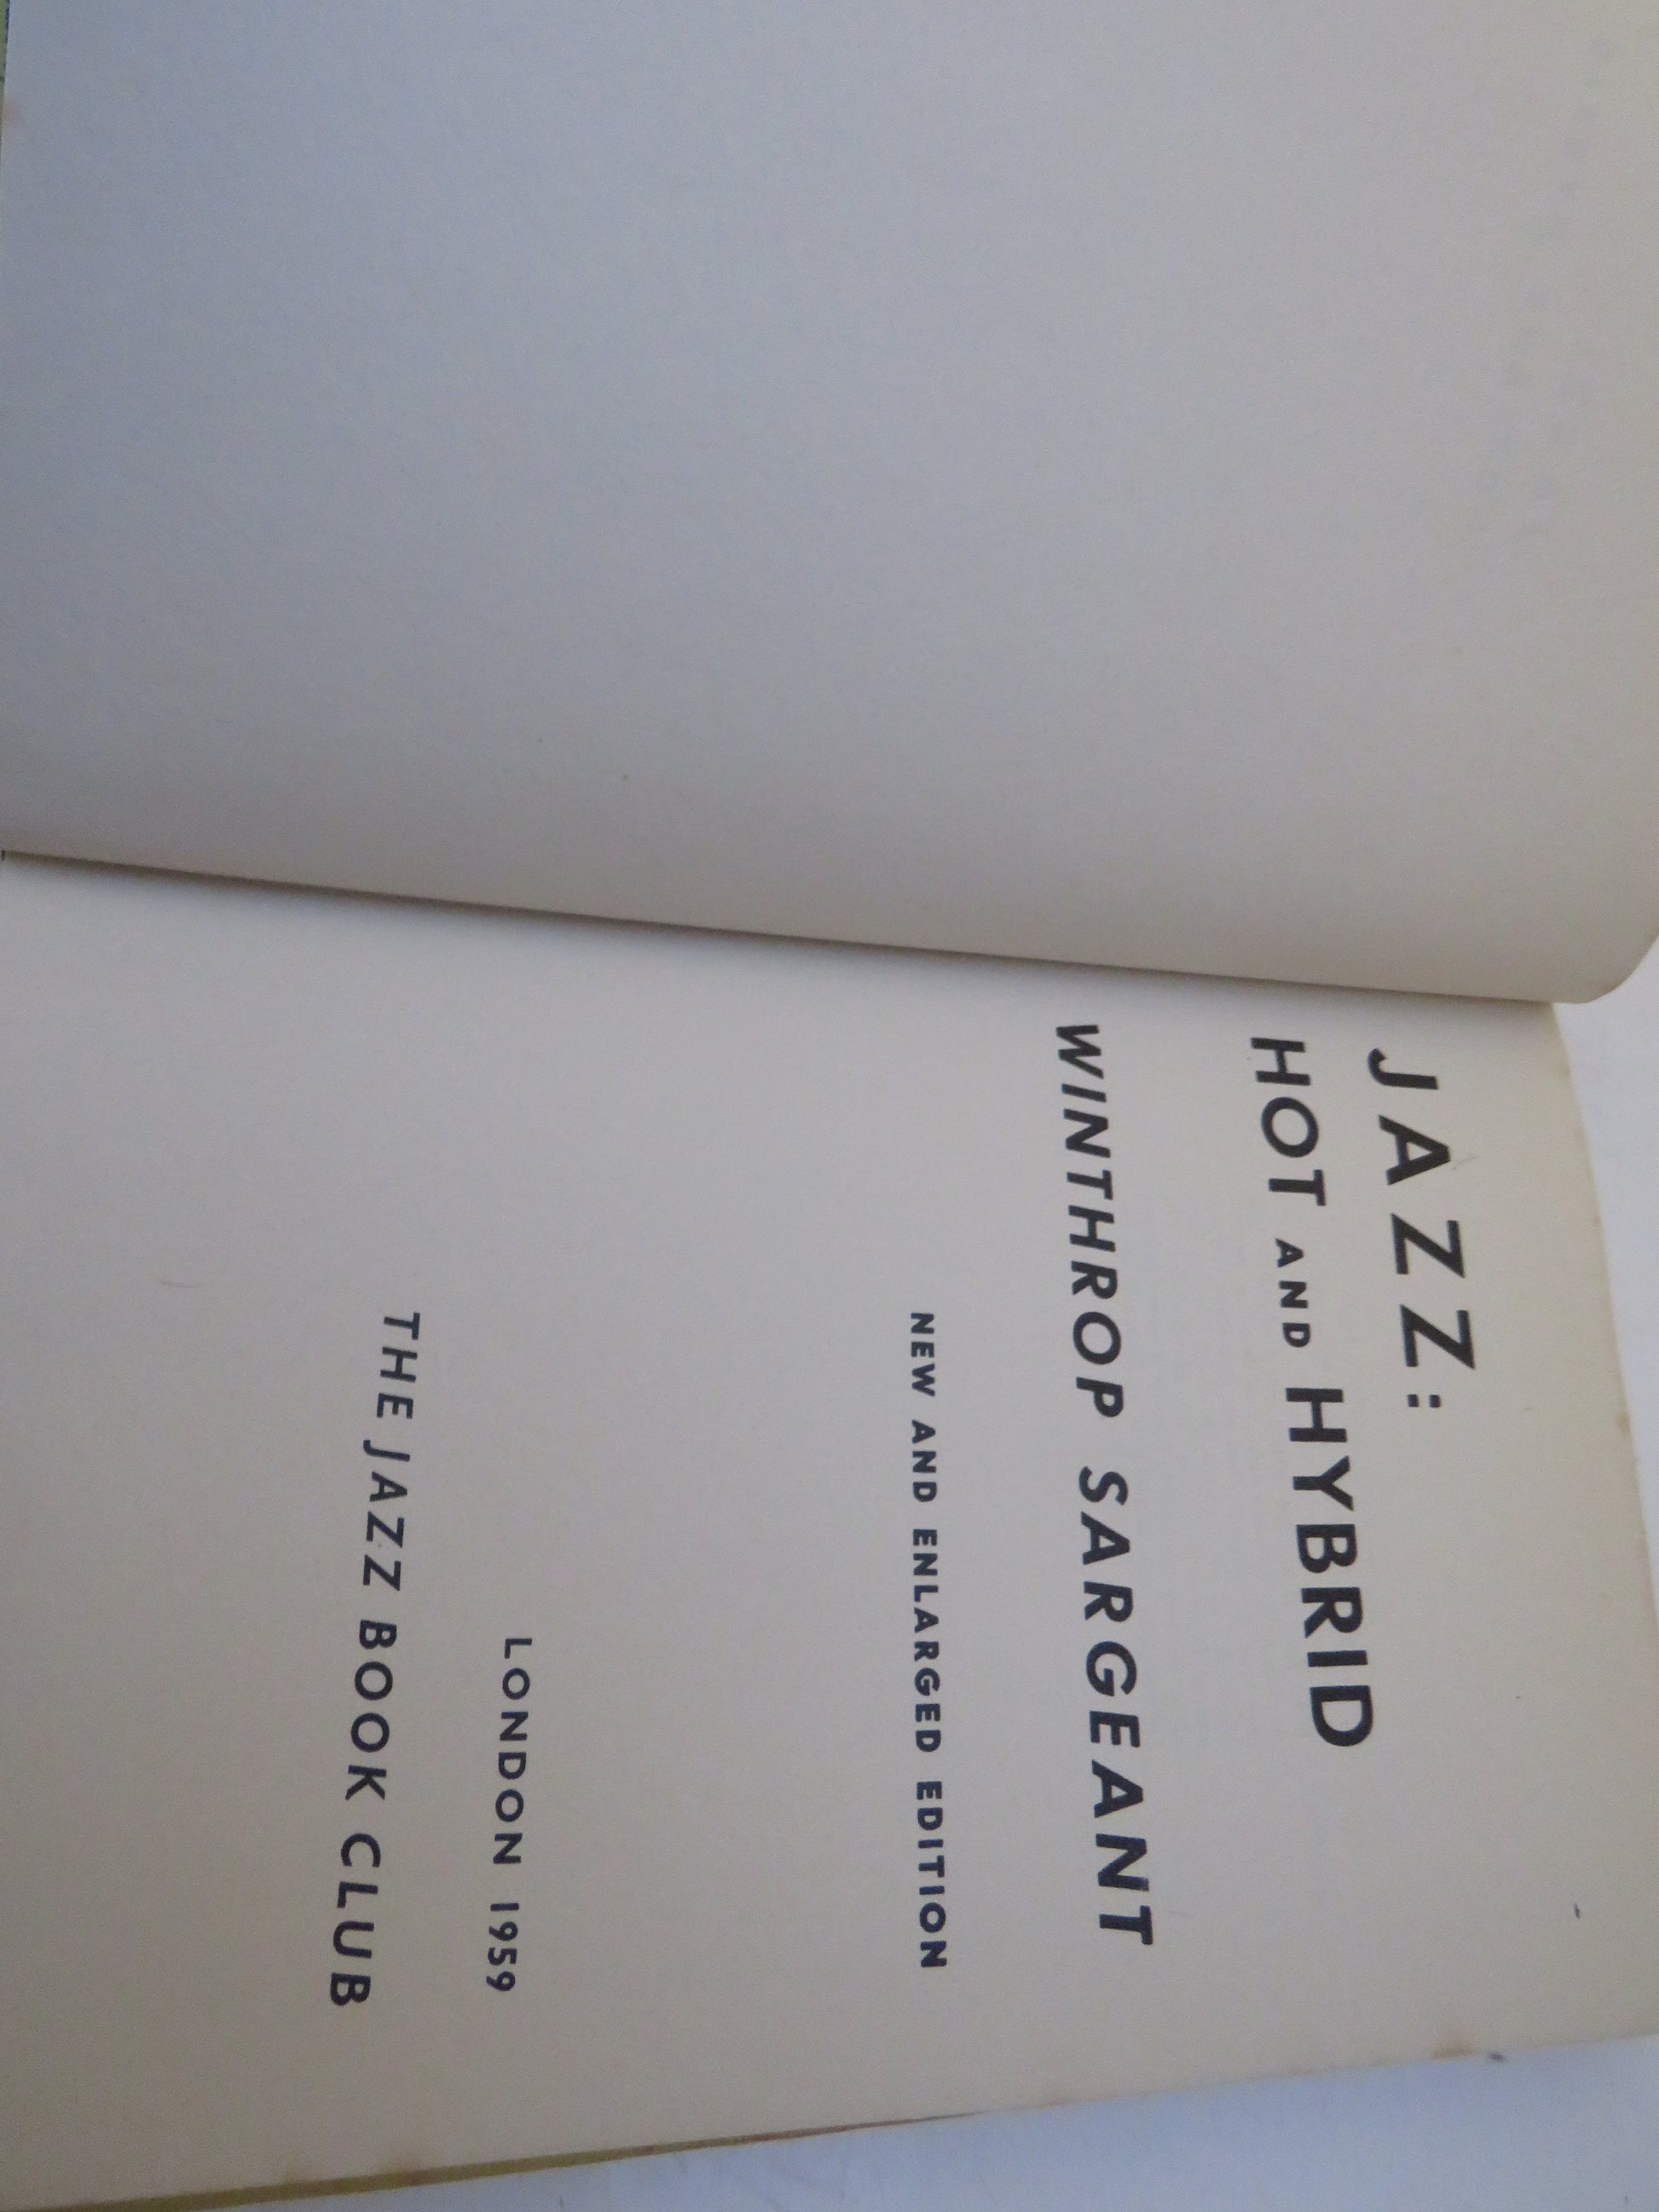 JAZZ:
HOT AND HYBRID
WINTHROP SARGEANT
NEW AND ENLARGED EDITION
LONDON 1959
THE JAZZ BOOK CLUB